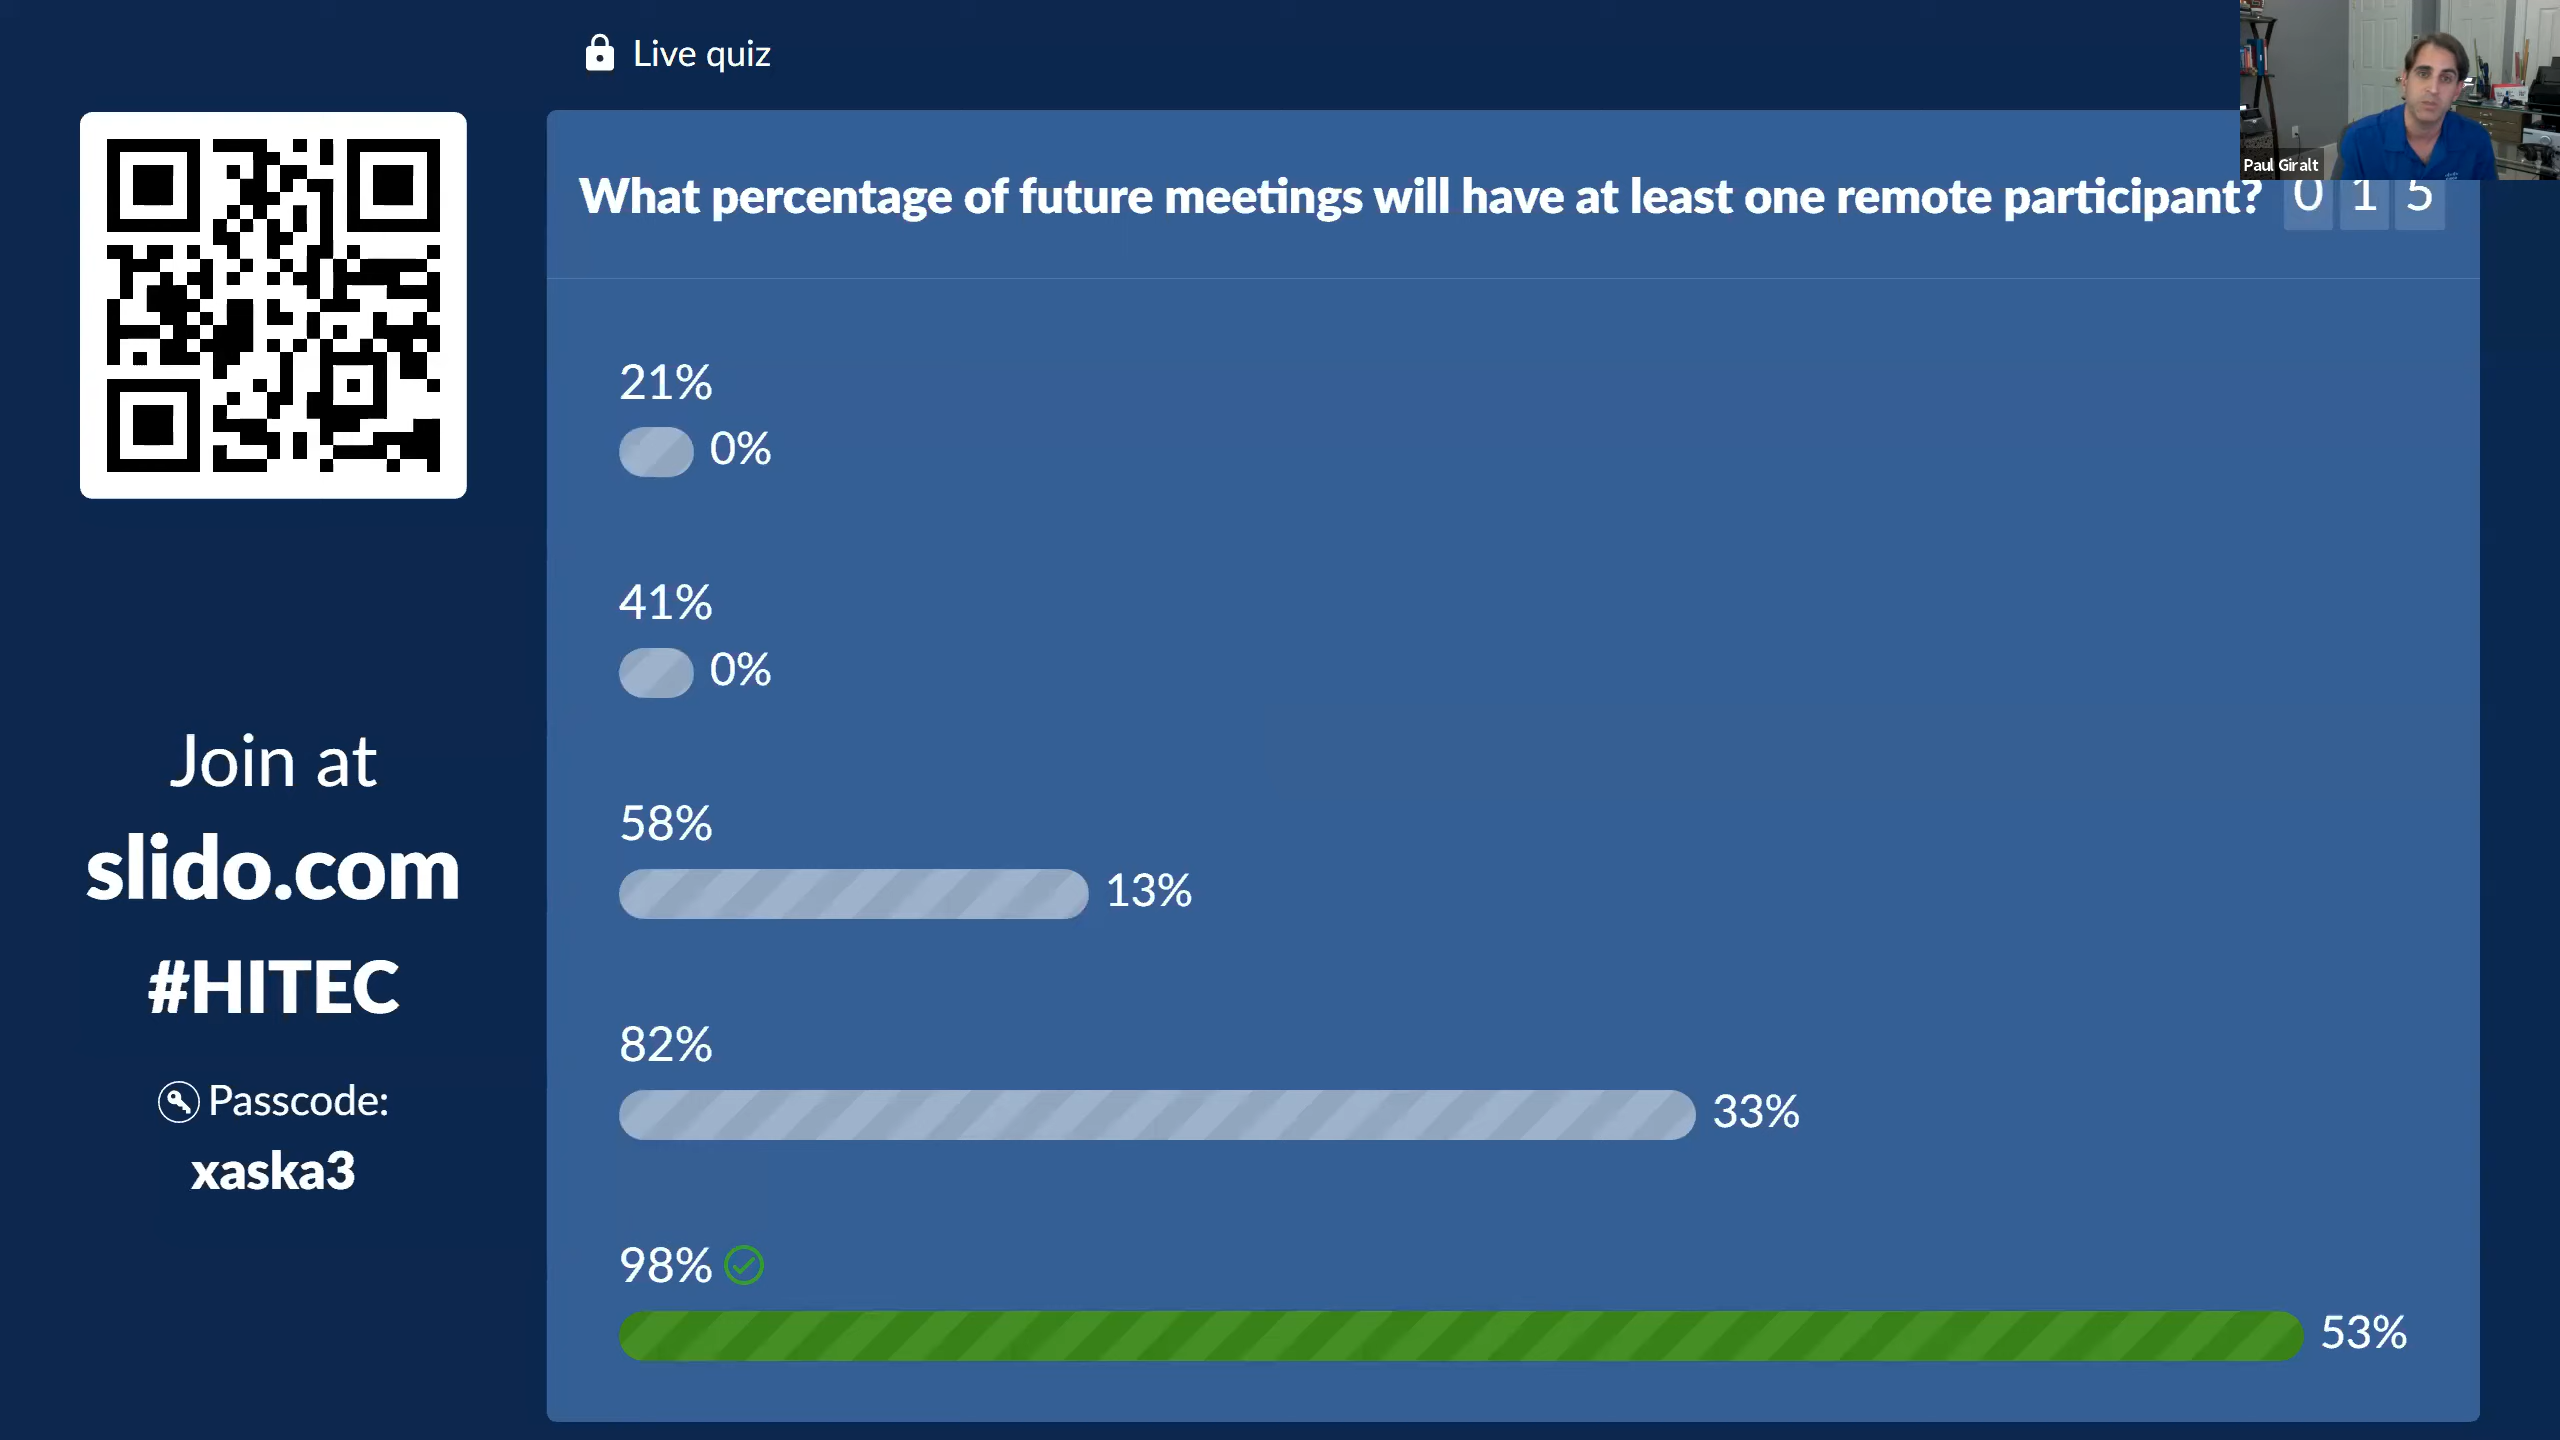 Live quiz
Paul Giralt
What percentage of future meetings will have at least one remote participant? 0 1 5
21%
0%
41%
0%
58%
13%
82%
33%
98%
53%
Join at
slido.com
#HITEC
Passcode:
xaska3